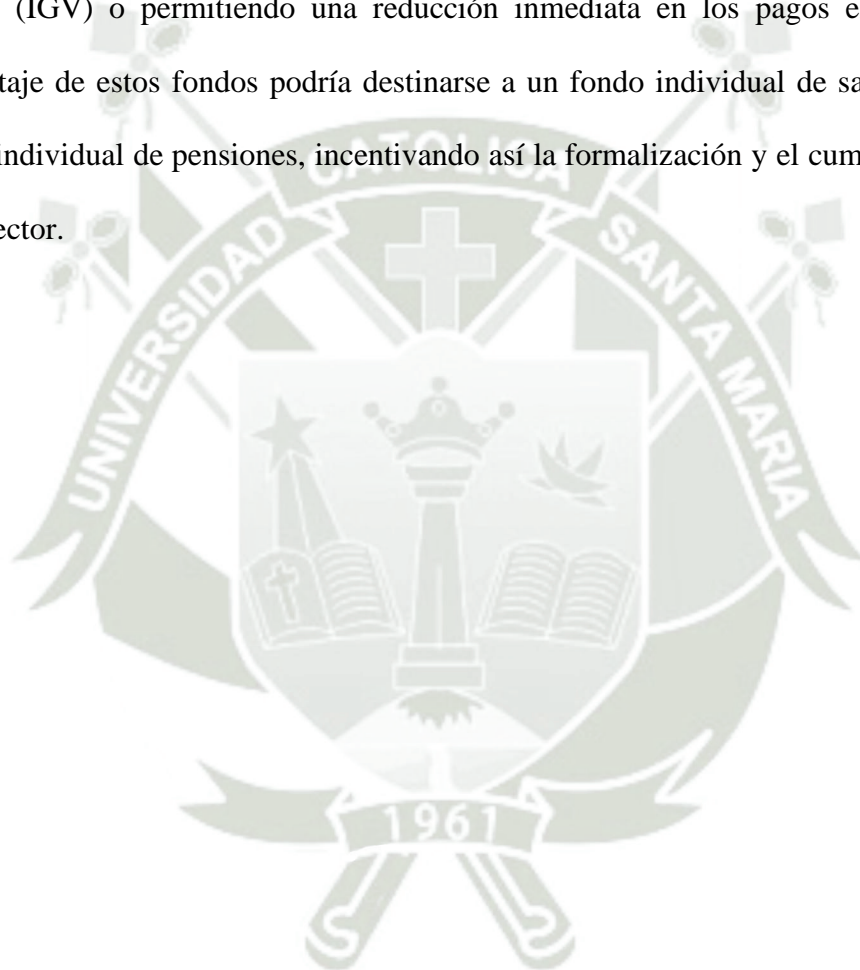 (IGV) o permitiendo una reducción inmediata en los pagos e
taje de estos fondos podría destinarse a un fondo individual de sa
individual de pensiones, incentivando así la formalización y el cum
ector.
UNIVERSIDAD CATOLICA SANTA MARIA
1961